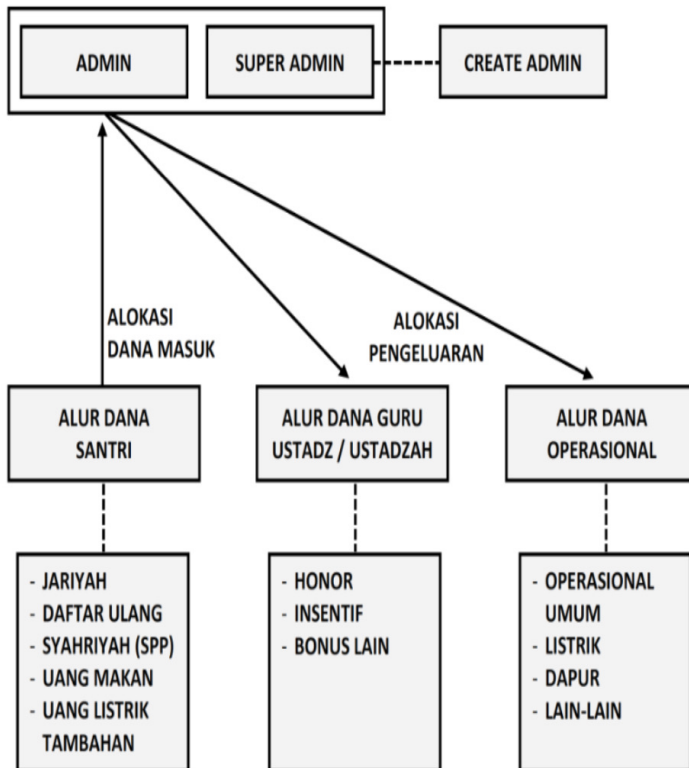 ADMIN
SUPER ADMIN
CREATE ADMIN
ALOKASI
DANA MASUK
ALOKASI
PENGELUARAN
ALUR DANA
SANTRI
ALUR DANA GURU
USTADZ / USTADZAH
ALUR DANA
OPERASIONAL
- JARIYAH
- DAFTAR ULANG
- SYAHRIYAH (SPP)
- UANG MAKAN
- UANG LISTRIK
TAMBAHAN
- HONOR
- INSENTIF
- BONUS LAIN
- OPERASIONAL
UMUM
- LISTRIK
- DAPUR
- LAIN-LAIN